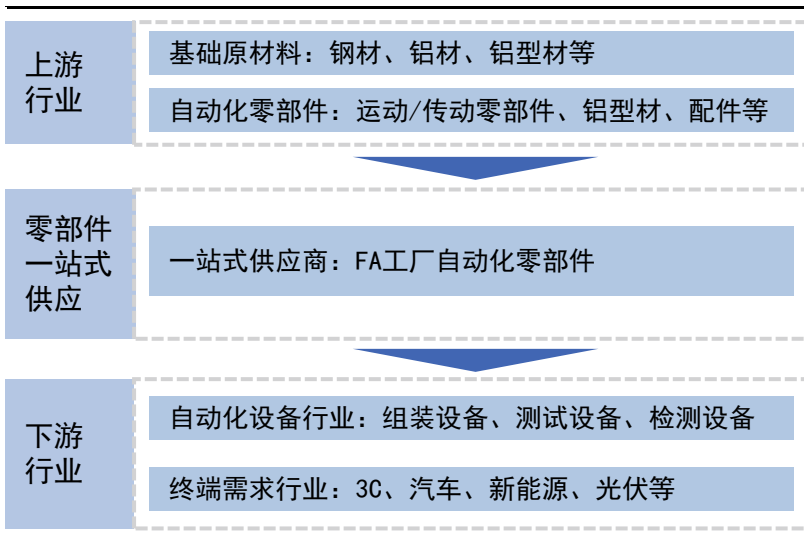 上游
行业
基础原材料：钢材、铝材、铝型材等
自动化零部件：运动/传动零部件、铝型材、配件等
零部件
一站式
供应
一站式供应商：FA工厂自动化零部件
下游
行业
自动化设备行业：组装设备、测试设备、检测设备
终端需求行业：3C、汽车、新能源、光伏等